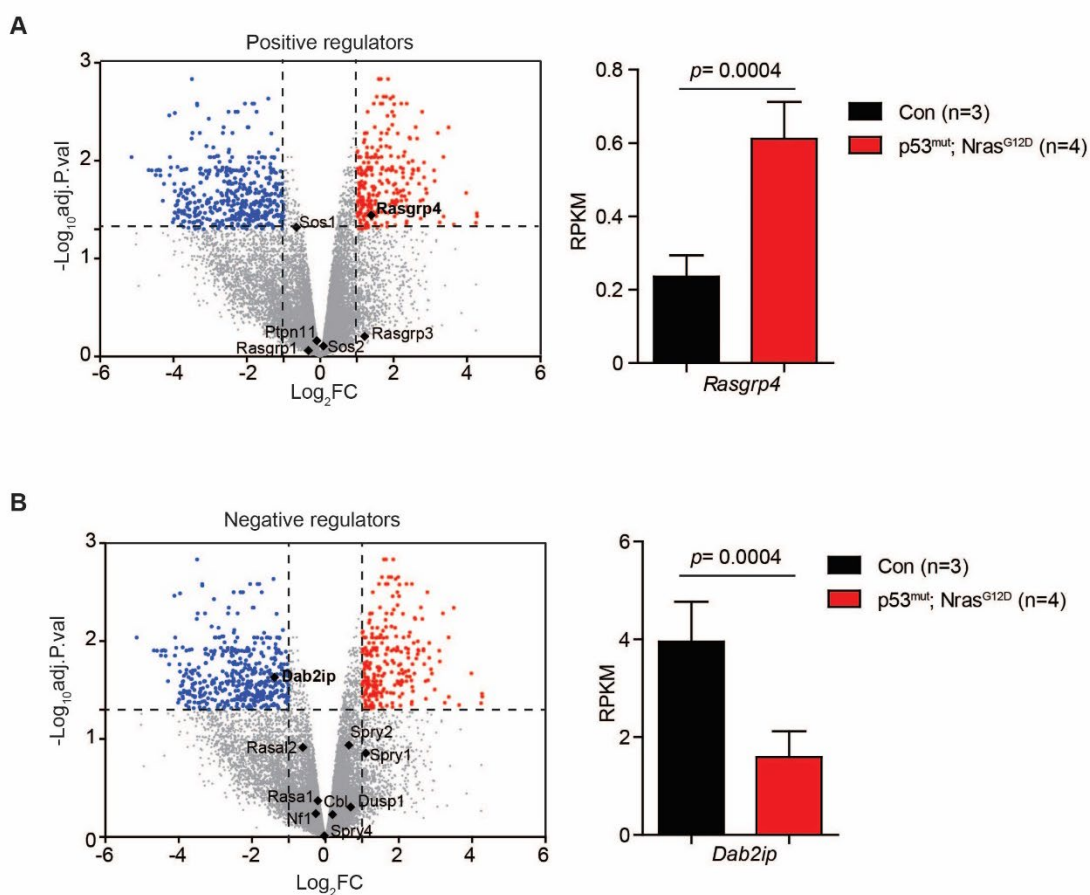 A
Positive regulators
-Log10adj.P.val
3
2
1
0
Rasgrp4
Sos1
Ptpn11
Rasgrp3
Rasgrp1
Sos2
-6
-4
-2
0
2
4
6
Log2FC
p= 0.0004
RPKM
0.8
0.6
0.4
0.2
0
Rasgrp4
Con (n=3)
p53mut; NrasG12D (n=4)
B
Negative regulators
-Log10adj.P.val
3
2
1
0
Dab2ip
Spry2
Rasal2
Spry1
Rasa1
Cbl
Dusp1
Nf1
Spry4
-6
-4
-2
0
2
4
6
Log2FC
p= 0.0004
RPKM
6
4
2
0
Dab2ip
Con (n=3)
p53mut; NrasG12D (n=4)